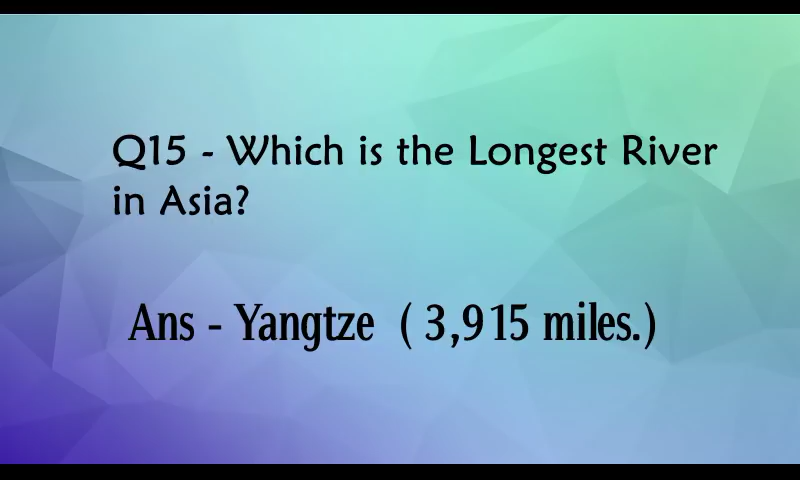 Q15 - Which is the Longest River
in Asia?
Ans - Yangtze ( 3,915 miles.)